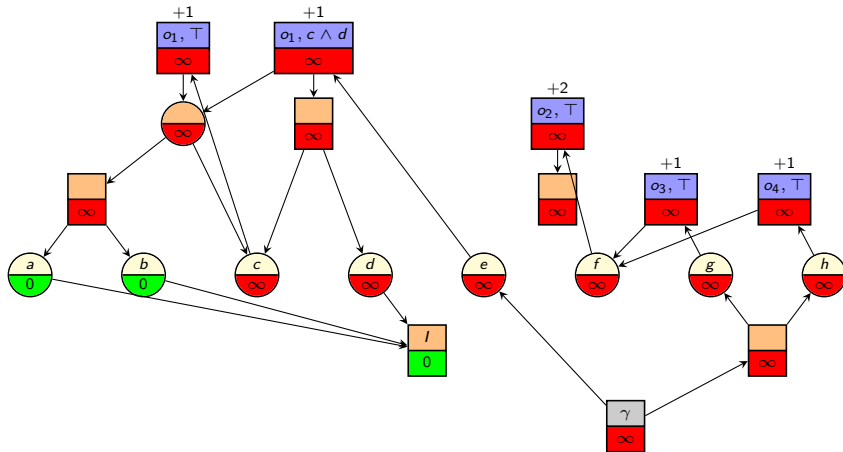 +1
+1
o₁, ⊤
o₁, c ∧ d
∞
∞
+2
o₂, ⊤
∞
∞
∞
+1
+1
o₃, ⊤
o₄, ⊤
∞
∞
∞
∞
a
b
c
d
e
f
g
h
0
0
∞
∞
∞
∞
∞
∞
I
0
∞
γ
∞